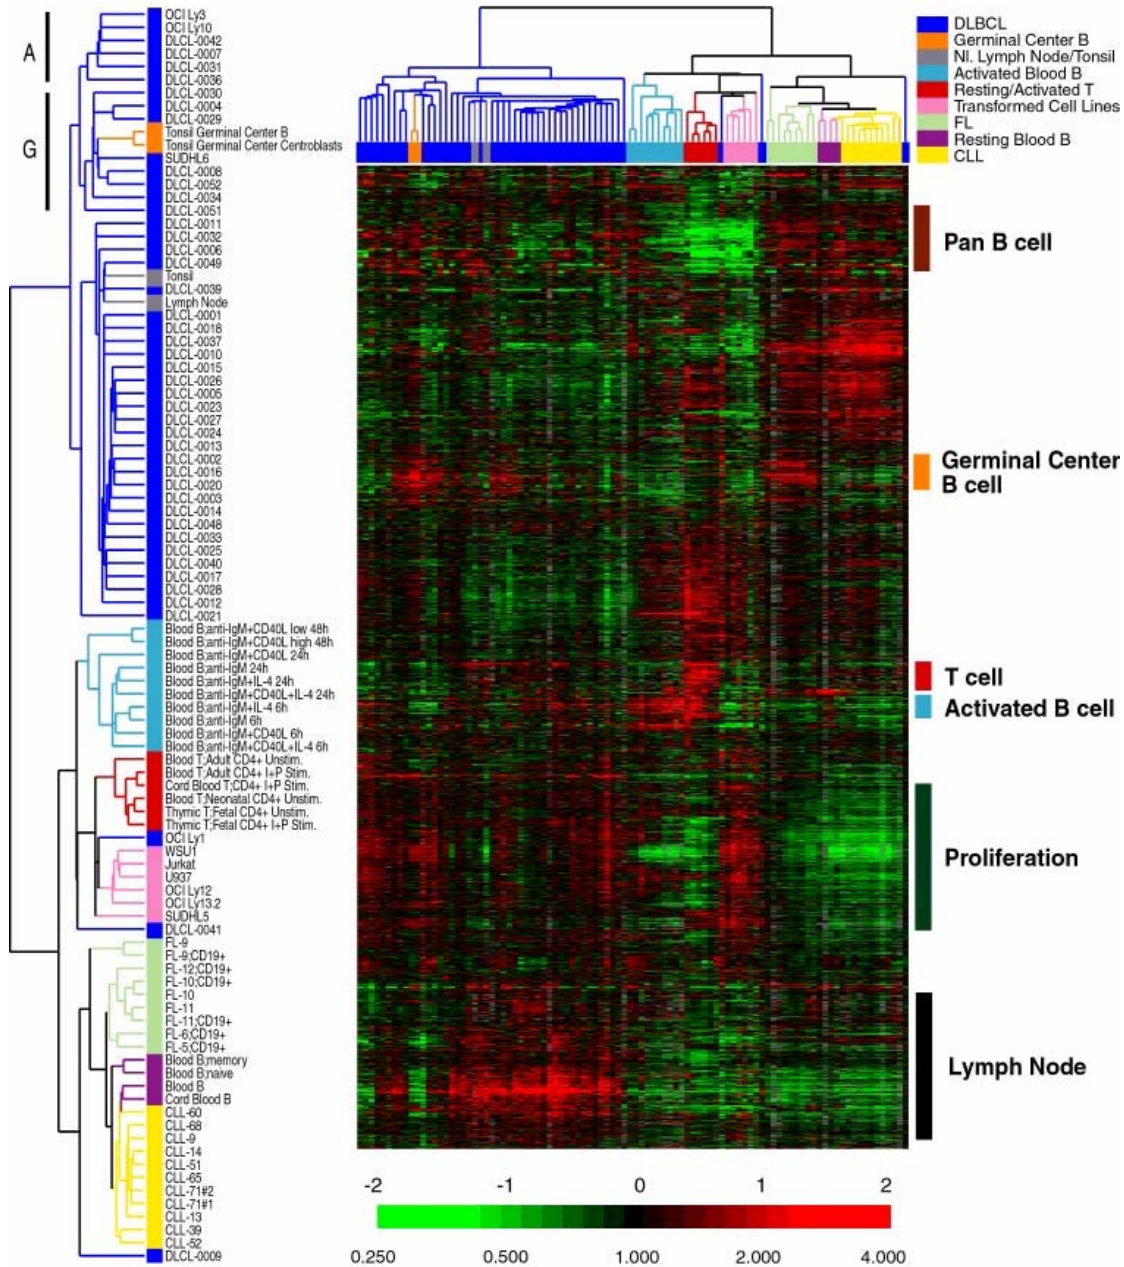 A
G
OCI Ly3
OCI Ly10
DLCL-0042
DLCL-0007
DLCL-0031
DLCL-0036
DLCL-0030
DLCL-0004
DLCL-0029
Tonsil Germinal Center B
Tonsil Germinal Center Centroblasts
SUDHL6
DLCL-0008
DLCL-0052
DLCL-0034
DLCL-0051
DLCL-0011
DLCL-0032
DLCL-0006
DLCL-0049
Tonsil
DLCL-0039
Lymph Node
DLCL-0001
DLCL-0018
DLCL-0037
DLCL-0010
DLCL-0015
DLCL-0026
DLCL-0005
DLCL-0023
DLCL-0027
DLCL-0024
DLCL-0013
DLCL-0002
DLCL-0016
DLCL-0020
DLCL-0003
DLCL-0014
DLCL-0048
DLCL-0033
DLCL-0025
DLCL-0040
DLCL-0017
DLCL-0028
DLCL-0012
DLCL-0021
Blood B;anti-IgM+CD40L low 48h
Blood B;anti-IgM+CD40L high 48h
Blood B;anti-IgM+CD40L 24h
Blood B;anti-IgM 24h
Blood B;anti-IgM+IL-4 24h
Blood B;anti-IgM+CD40L+IL-4 24h
Blood B;anti-IgM+IL-4 6h
Blood B;anti-IgM 6h
Blood B;anti-IgM+CD40L 6h
Blood B;anti-IgM+CD40L+IL-4 6h
Blood T;Adult CD4+ Unstim.
Blood T;Adult CD4+ I+P Stim.
Cord Blood T;CD4+ I+P Stim.
Blood T;Neonatal CD4+ Unstim.
Thymic T;Fetal CD4+ Unstim.
Thymic T;Fetal CD4+ I+P Stim.
OCI Ly1
WSU1
Jurkat
U937
OCI Ly12
OCI Ly13.2
SUDHL5
DLCL-0041
FL-9
FL-9;CD19+
FL-12;CD19+
FL-10;CD19+
FL-10
FL-11
FL-11;CD19+
FL-6;CD19+
FL-5;CD19+
Blood B;memory
Blood B;naive
Blood B
Cord Blood B
CLL-60
CLL-68
CLL-9
CLL-14
CLL-51
CLL-65
CLL-71#2
CLL-71#1
CLL-13
CLL-39
CLL-52
DLCL-0009
DLBCL
Germinal Center B
Nl. Lymph Node/Tonsil
Activated Blood B
Resting/Activated T
Transformed Cell Lines
FL
Resting Blood B
CLL
Pan B cell
Germinal Center
B cell
T cell
Activated B cell
Proliferation
Lymph Node
-2 -1 0 1 2
0.250 0.500 1.000 2.000 4.000